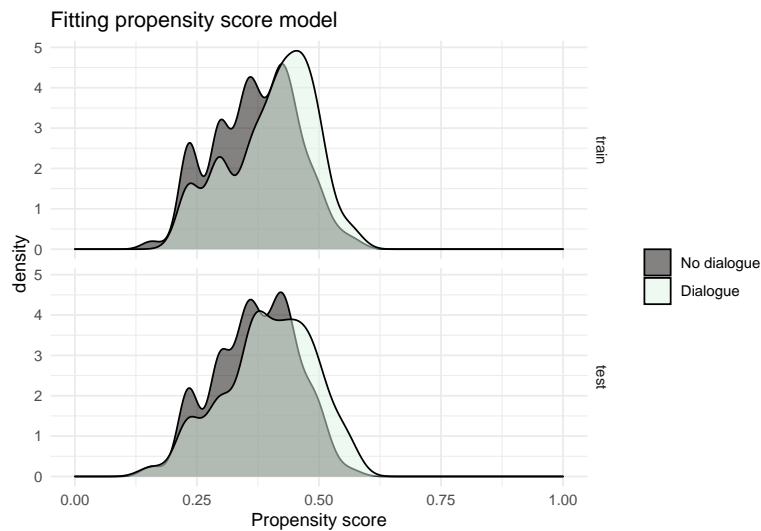 Fitting propensity score model
density
5
4
3
2
1
0
train
5
4
3
2
1
0
test
0.00 0.25 0.50 0.75 1.00
Propensity score
No dialogue
Dialogue